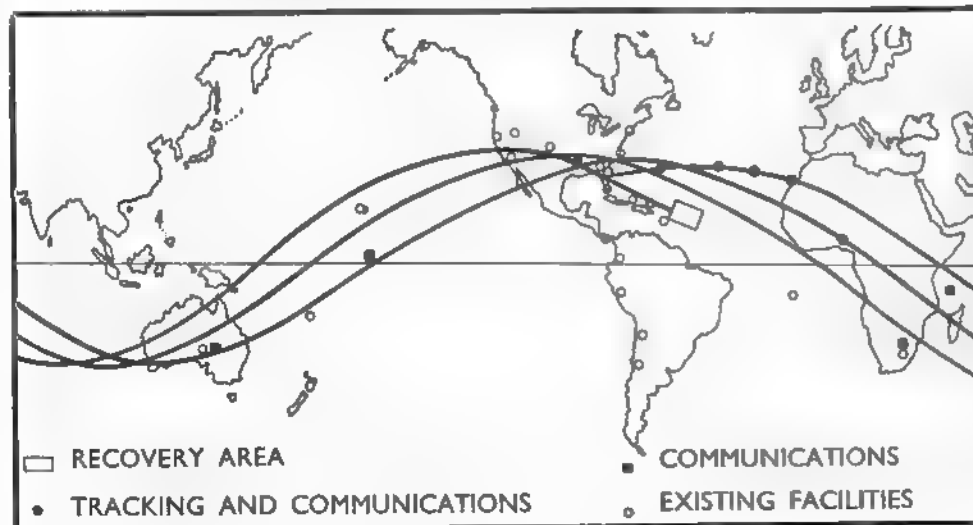 RECOVERY AREA
TRACKING AND COMMUNICATIONS
COMMUNICATIONS
EXISTING FACILITIES